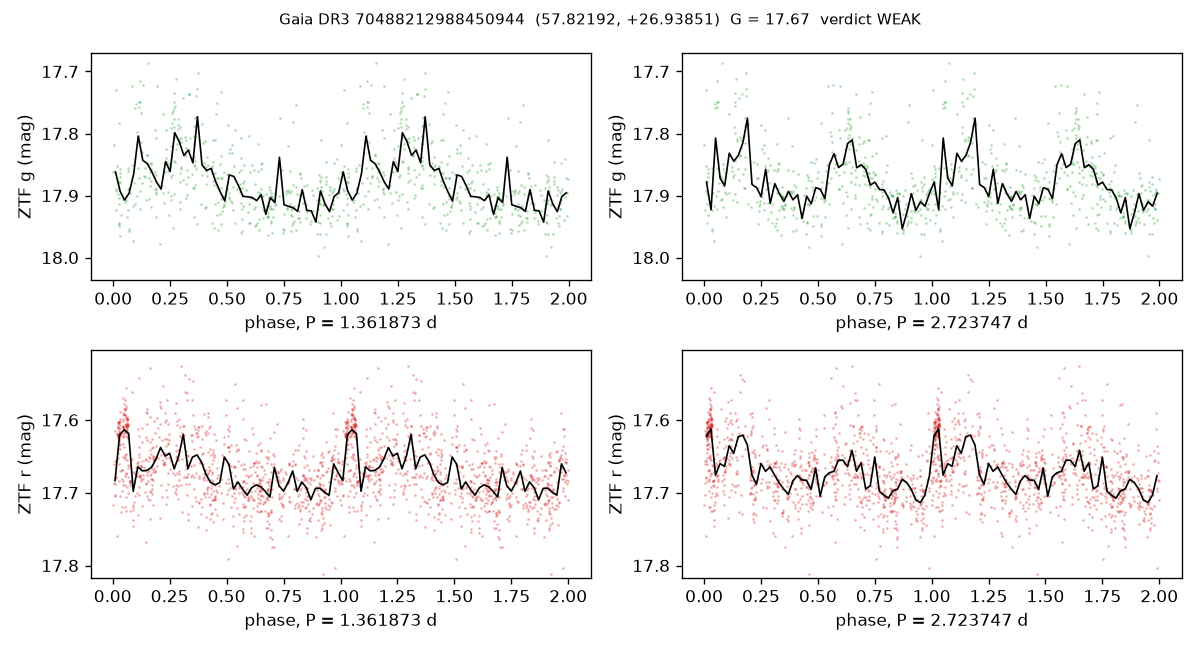 Gaia DR3 70488212988450944  (57.82192, +26.93851)  G = 17.67  verdict WEAK
ZTF g (mag)
17.7
17.8
17.9
18.0
0.00 0.25 0.50 0.75 1.00 1.25 1.50 1.75 2.00
phase, P = 1.361873 d
ZTF g (mag)
17.7
17.8
17.9
18.0
0.00 0.25 0.50 0.75 1.00 1.25 1.50 1.75 2.00
phase, P = 2.723747 d
ZTF r (mag)
17.6
17.7
17.8
0.00 0.25 0.50 0.75 1.00 1.25 1.50 1.75 2.00
phase, P = 1.361873 d
ZTF r (mag)
17.6
17.7
17.8
0.00 0.25 0.50 0.75 1.00 1.25 1.50 1.75 2.00
phase, P = 2.723747 d